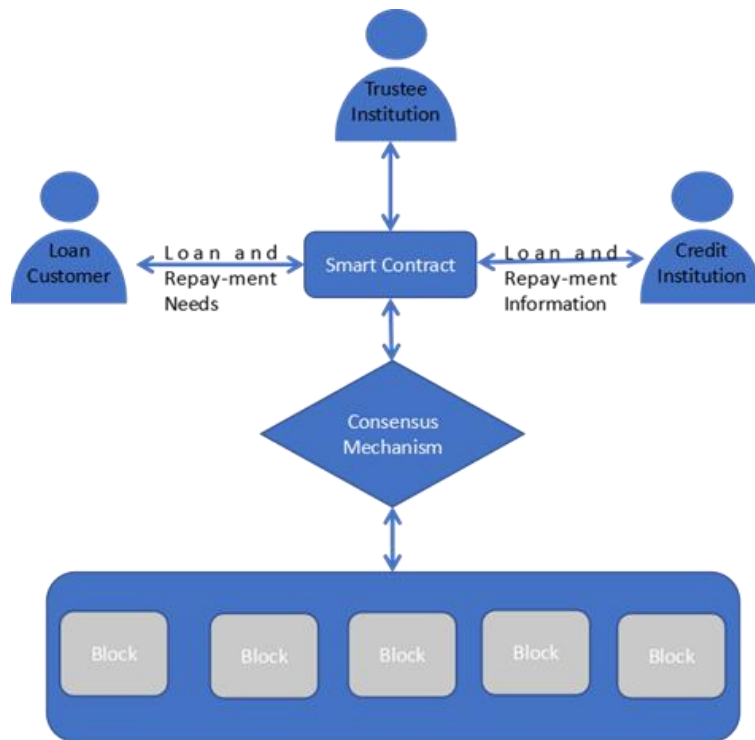 Trustee
Institution
Loan
Customer
Loan and
Repay-ment
Needs
Smart Contract
Loan and
Repay-ment
Information
Credit
Institution
Consensus
Mechanism
Block
Block
Block
Block
Block